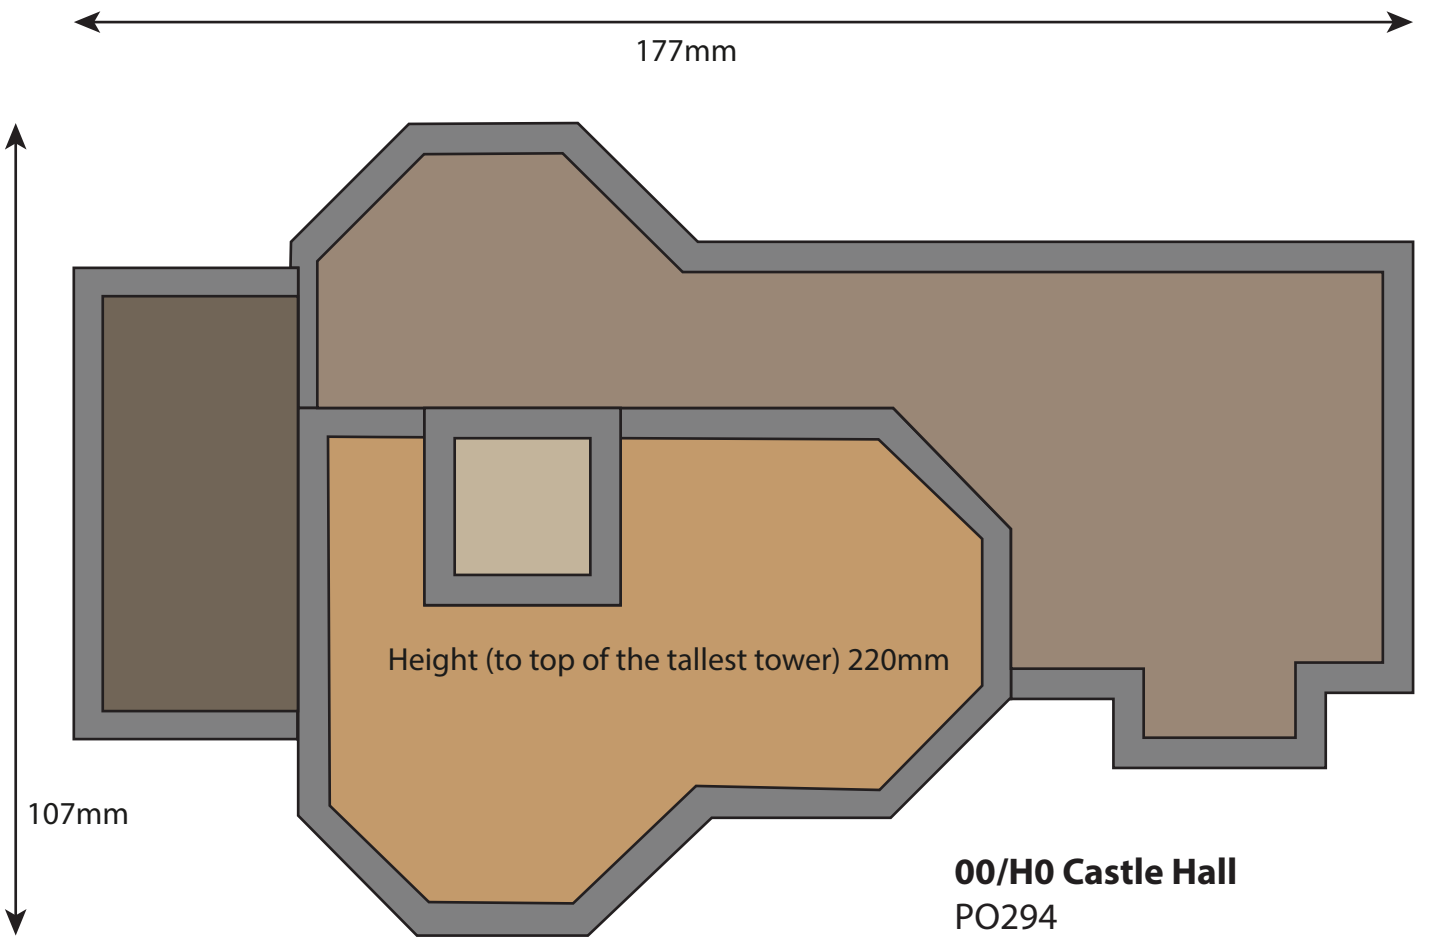 177mm
Height (to top of the tallest tower) 220mm
107mm
00/H0 Castle Hall
PO294